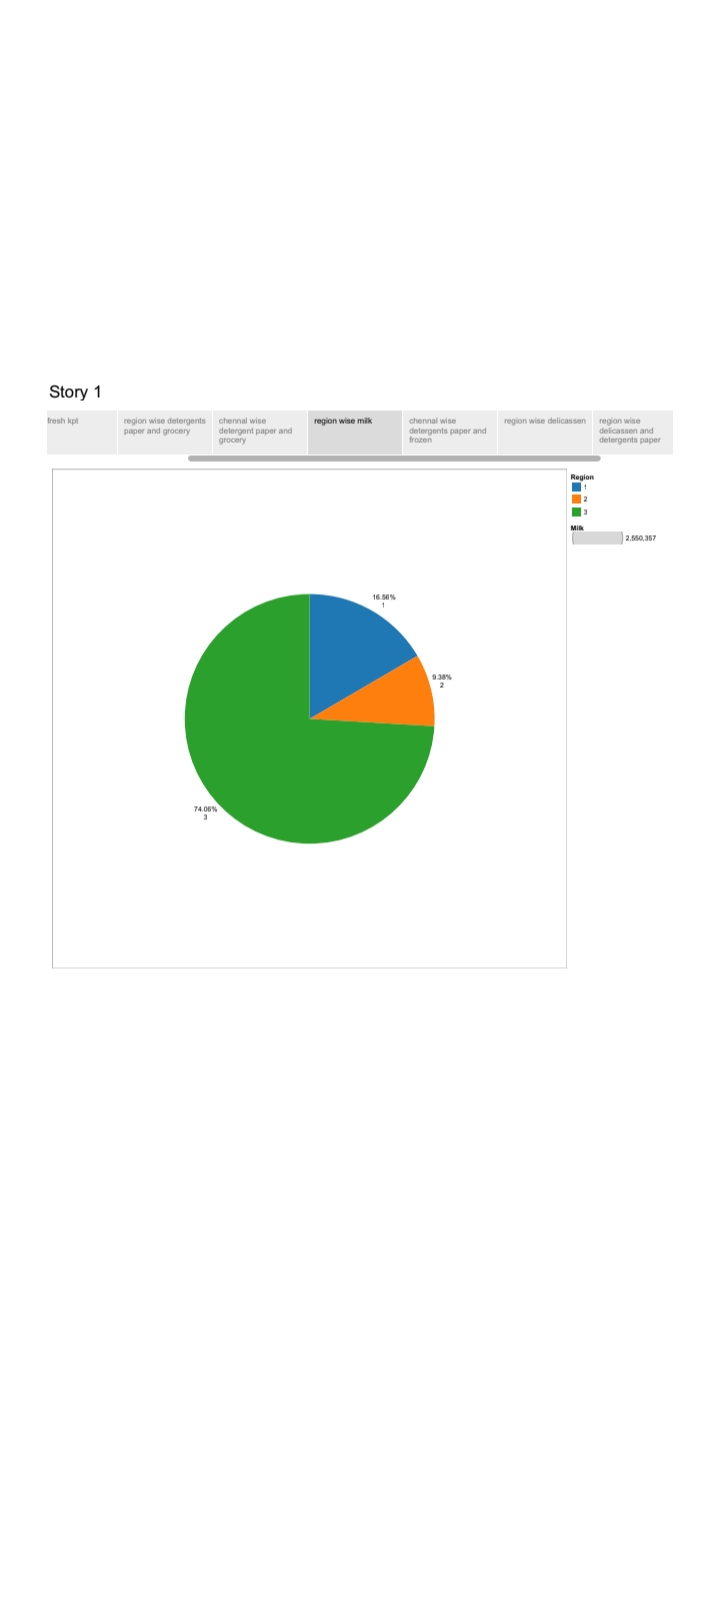 Story 1
fresh kpt
region wise detergents
paper and grocery
chennal wise
detergent paper and
grocery
region wise milk
chennal wise
detergents paper and
frozen
region wise delicassen
region wise
delicassen and
detergents paper
Region
1
2
3
Milk
2,550,357
16.56%
1
9.38%
2
74.06%
3